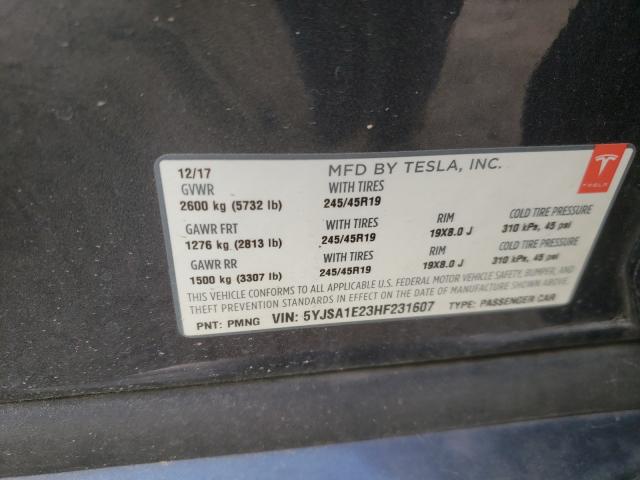 12/17 MFD BY TESLA, INC.
GVWR WITH TIRES
2600 kg (5732 lb) 245/45R19
GAWR FRT WITH TIRES RIM COLD TIRE PRESSURE
1276 kg (2813 lb) 245/45R19 19X8.0 J 310 kPa, 45 psi
GAWR RR WITH TIRES RIM COLD TIRE PRESSURE
1500 kg (3307 lb) 245/45R19 19X8.0 J 310 kPa, 45 psi
THIS VEHICLE CONFORMS TO ALL APPLICABLE U.S. FEDERAL MOTOR VEHICLE SAFETY, BUMPER, AND
THEFT PREVENTION STANDARDS IN EFFECT ON THE DATE OF MANUFACTURE SHOWN ABOVE.
PNT: PMNG VIN: 5YJSA1E23HF231607 TYPE: PASSENGER CAR
TESLA